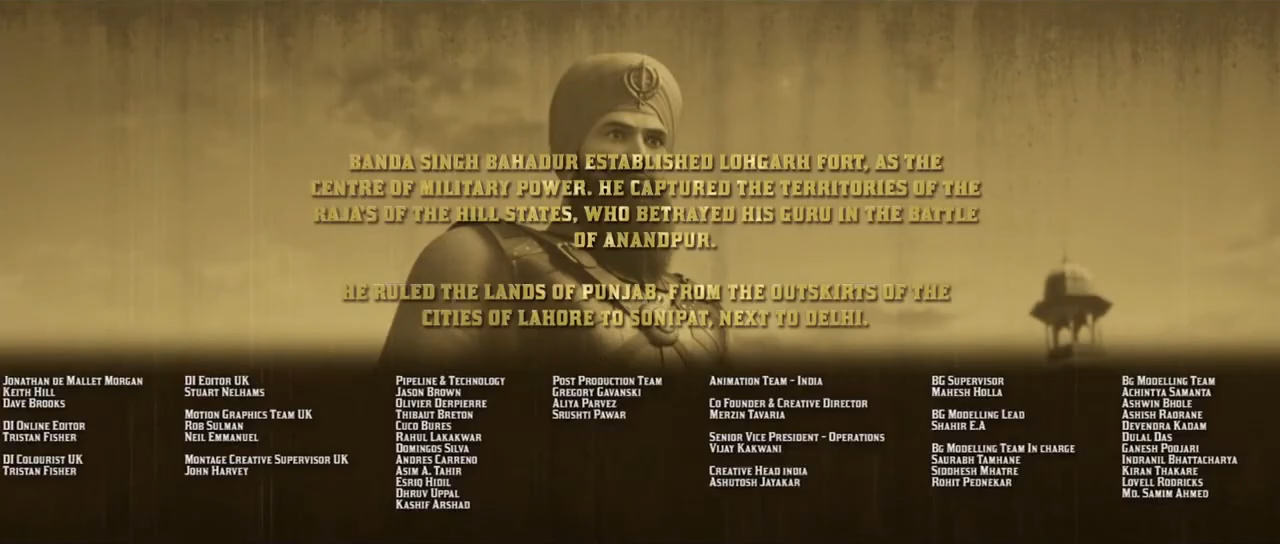 BANDA SINGH BAHADUR ESTABLISHED LOHGARH FORT, AS THE
CENTRE OF MILITARY POWER. HE CAPTURED THE TERRITORIES OF THE
RAJA'S OF THE HILL STATES, WHO BETRAYED HIS GURU IN THE BATTLE
OF ANANDPUR.
HE RULED THE LANDS OF PUNJAB, FROM THE OUTSKIRTS OF THE
CITIES OF LAHORE TO SONIPAT, NEXT TO DELHI.
JONATHAN DE MALLET MORGAN
KEITH HILL
DAVE BROOKS
DI ONLINE EDITOR
TRISTAN FISHER
DI COLOURIST UK
TRISTAN FISHER
DI EDITOR UK
STUART NELHAMS
MOTION GRAPHICS TEAM UK
ROB SULMAN
NEIL EMMANUEL
MONTAGE CREATIVE SUPERVISOR UK
JOHN HARVEY
PIPELINE & TECHNOLOGY
JASON BROWN
OLIVIER DERPIERRE
THIBAUT BRETON
CUCO BURES
RAHUL LAKAKWAR
DOMINGOS SILVA
ANDRES CARRENO
ASIM A. TAHIR
ESRIQ HIDIL
DHRUV UPPAL
KASHIF ARSHAD
POST PRODUCTION TEAM
GREGORY GAVANSKI
ALIYA PARVEZ
SRUSHTI PAWAR
ANIMATION TEAM - INDIA
CO FOUNDER & CREATIVE DIRECTOR
MERZIN TAVARIA
SENIOR VICE PRESIDENT - OPERATIONS
VIJAY KAKWANI
CREATIVE HEAD INDIA
ASHUTOSH JAYAKAR
BG SUPERVISOR
MAHESH HOLLA
BG MODELLING LEAD
SHAHIR E.A
BG MODELLING TEAM IN CHARGE
SAURABH TAMHANE
SIDDHESH MHATRE
ROHIT PEDNEKAR
BG MODELLING TEAM
ACHINTYA SAMANTA
ASHWIN BHOLE
ASHISH RAORANE
DEVENDRA KADAM
DULAL DAS
GANESH POOJARI
INDRANIL BHATTACHARYA
KIRAN THAKARE
LOVELL RODRICKS
MD. SAMIM AHMED